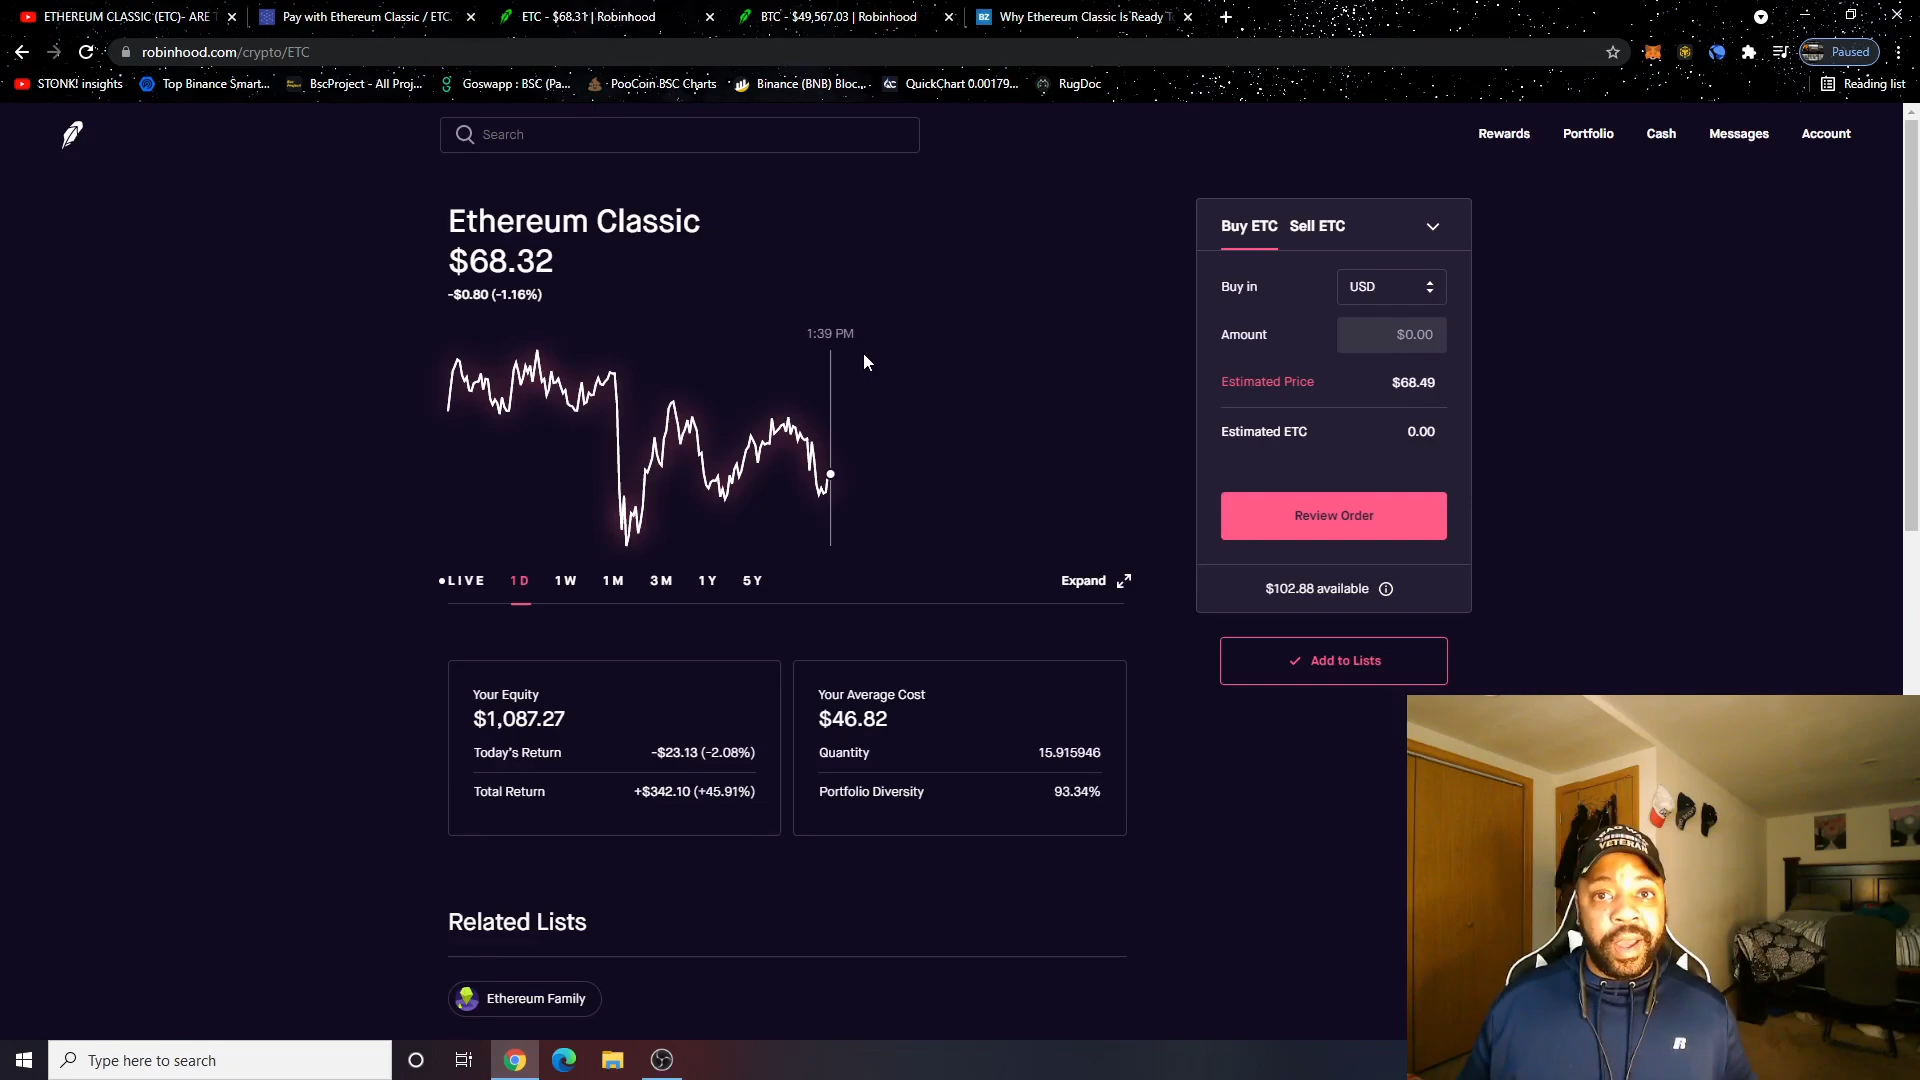 ETHEREUM CLASSIC (ETC)- ARE T
Pay with Ethereum Classic / ETC
ETC - $68.31 | Robinhood
BTC - $49,567.03 | Robinhood
BZ
Why Ethereum Classic Is Ready T
robinhood.com/crypto/ETC
Paused
STONK! insights
Top Binance Smart...
BscProject - All Proj...
Goswapp : BSC (Pa...
PooCoin BSC Charts
Binance (BNB) Bloc...
QuickChart 0.00179...
RugDoc
Reading list
Search
Rewards
Portfolio
Cash
Messages
Account
Ethereum Classic
$68.32
-$0.80 (-1.16%)
1:39 PM
LIVE
1D
1W
1M
3M
1Y
5Y
Expand
Buy ETC
Sell ETC
Buy in
USD
Amount
$0.00
Estimated Price
$68.49
Estimated ETC
0.00
Review Order
$102.88 available
Add to Lists
Your Equity
$1,087.27
Today's Return
-$23.13 (-2.08%)
Total Return
+$342.10 (+45.91%)
Your Average Cost
$46.82
Quantity
15.915946
Portfolio Diversity
93.34%
Related Lists
Ethereum Family
VETERAN
R
Type here to search